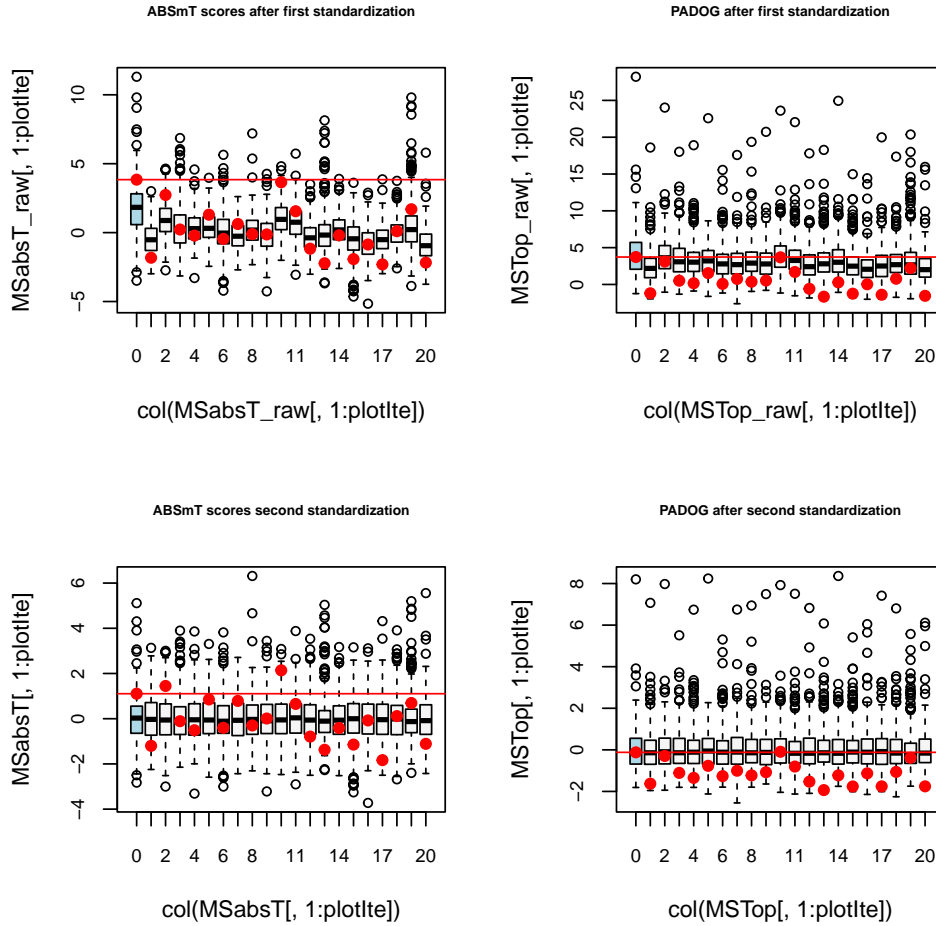 ABSmT scores after first standardization
MSabsT_raw[, 1:plotIte]
10
5
0
−5
0 2 4 6 8 11 14 17 20
col(MSabsT_raw[, 1:plotIte])
PADOG after first standardization
MSTop_raw[, 1:plotIte]
25
20
15
10
5
0
0 2 4 6 8 11 14 17 20
col(MSTop_raw[, 1:plotIte])
ABSmT scores second standardization
MSabsT[, 1:plotIte]
6
4
2
0
−2
−4
0 2 4 6 8 11 14 17 20
col(MSabsT[, 1:plotIte])
PADOG after second standardization
MSTop[, 1:plotIte]
8
6
4
2
0
−2
0 2 4 6 8 11 14 17 20
col(MSTop[, 1:plotIte])